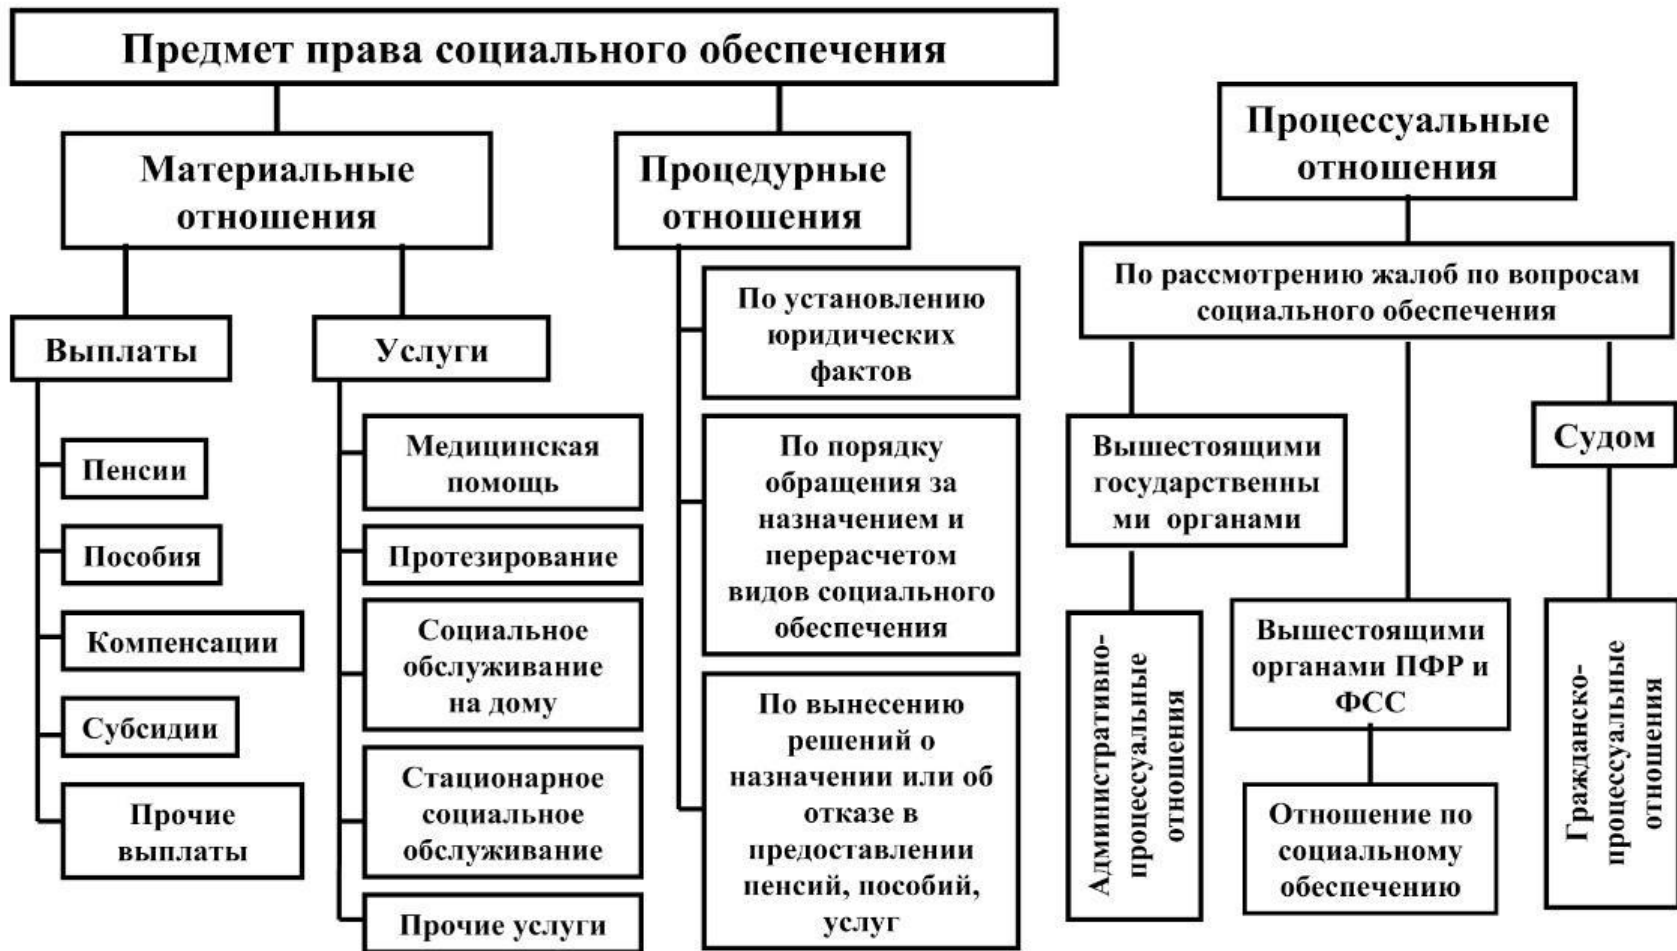 Предмет права социального обеспечения
Материальные
отношения
Выплаты
Пенсии
Пособия
Компенсации
Субсидии
Прочие
выплаты
Услуги
Медицинская
помощь
Протезирование
Социальное
обслуживание
на дому
Стационарное
социальное
обслуживание
Прочие услуги
Процедурные
отношения
По установлению
юридических
фактов
По порядку
обращения за
назначением и
перерасчетом
видов социального
обеспечения
По вынесению
решений о
назначении или об
отказе в
предоставлении
пенсий, пособий,
услуг
Процессуальные
отношения
По рассмотрению жалоб по вопросам
социального обеспечения
Вышестоящими
государственны
ми органами
Административно-
процессуальные
отношения
Вышестоящими
органами ПФР и
ФСС
Отношение по
социальному
обеспечению
Судом
Гражданско-
процессуальные
отношения